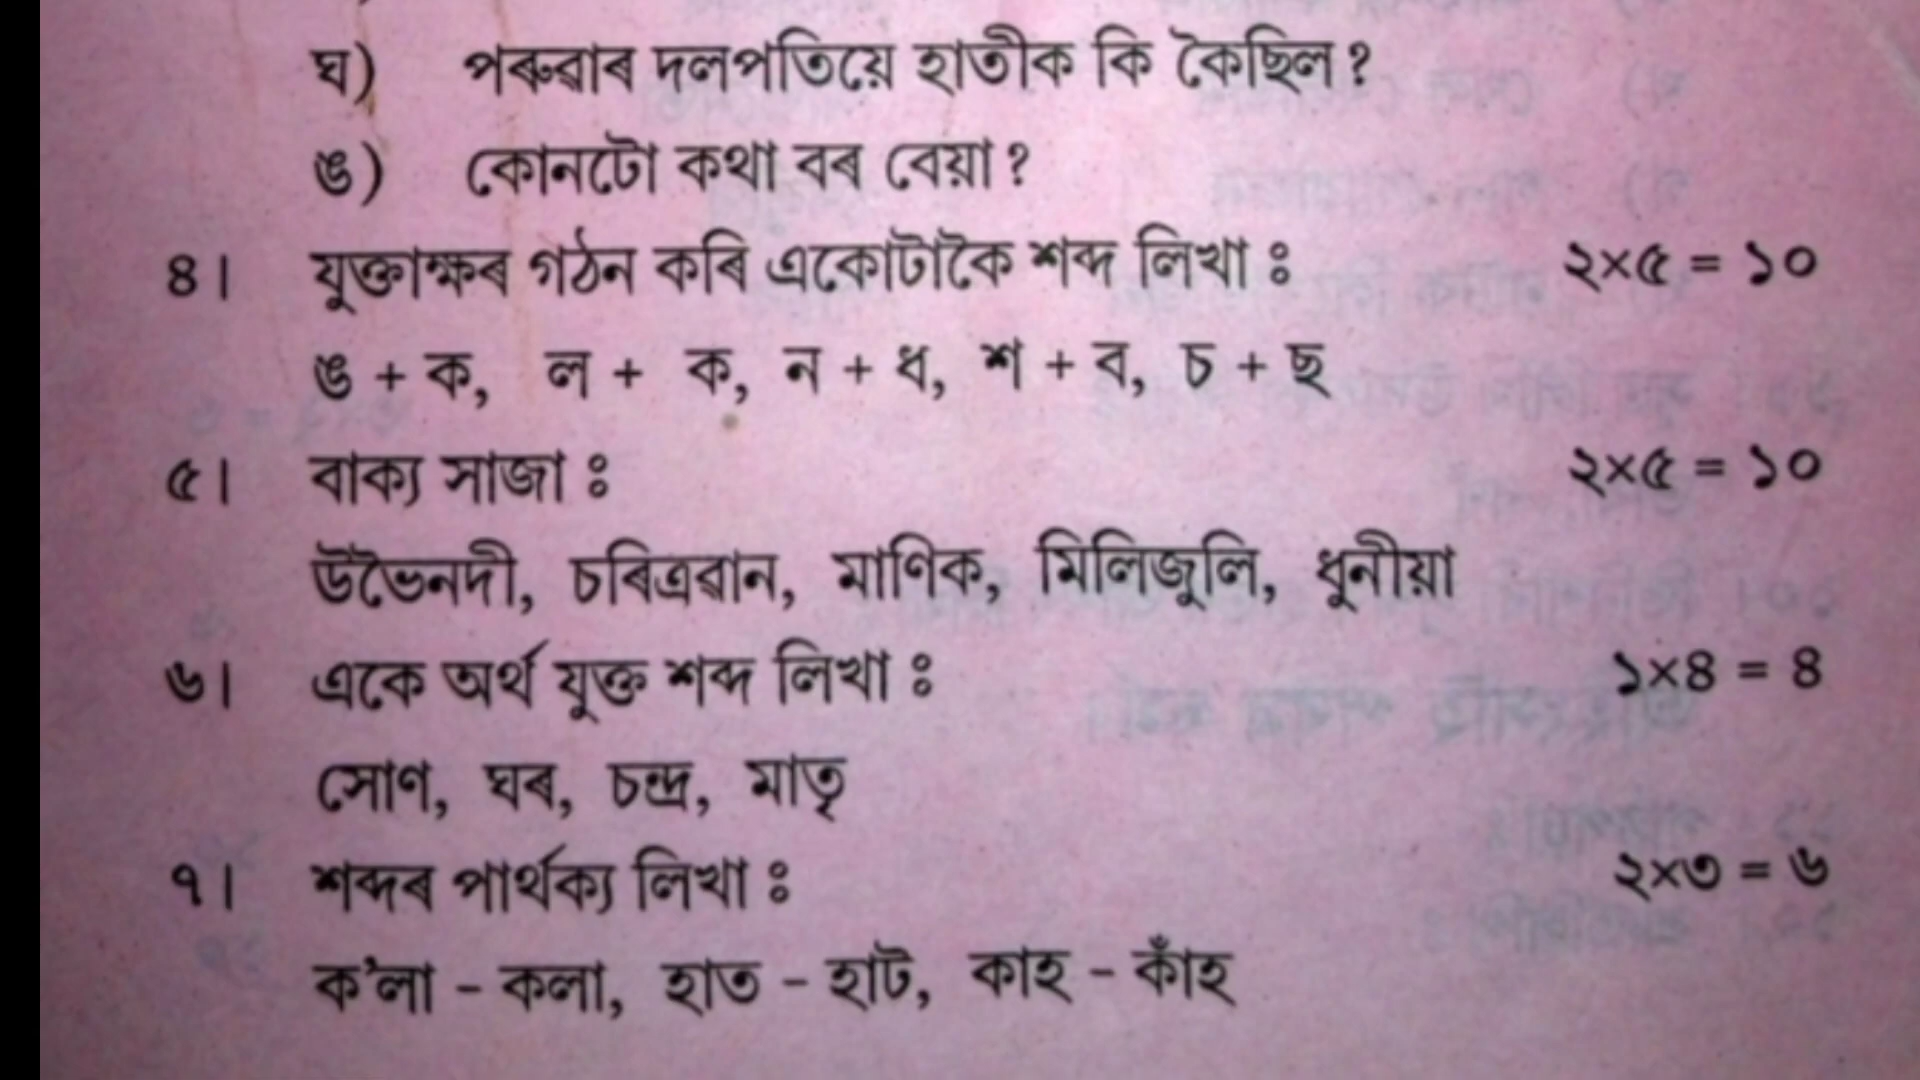 ঘ) পৰুৱাৰ দলপতিয়ে হাতীক কি কৈছিল?
ঙ) কোনটো কথা বৰ বেয়া?
৪। যুক্তাক্ষৰ গঠন কৰি একোটাকৈ শব্দ লিখা ঃ ২×৫ = ১০
ঙ + ক, ল + ক, ন + ধ, শ + ব, চ + ছ
৫। বাক্য সাজা ঃ ২×৫ = ১০
উভৈনদী, চৰিত্ৰৱান, মাণিক, মিলিজুলি, ধুনীয়া
৬। একে অৰ্থ যুক্ত শব্দ লিখা ঃ ১×৪ = ৪
সোণ, ঘৰ, চন্দ্ৰ, মাতৃ
৭। শব্দৰ পাৰ্থক্য লিখা ঃ ২×৩ = ৬
ক'লা - কলা, হাত - হাট, কাহ - কাঁহ